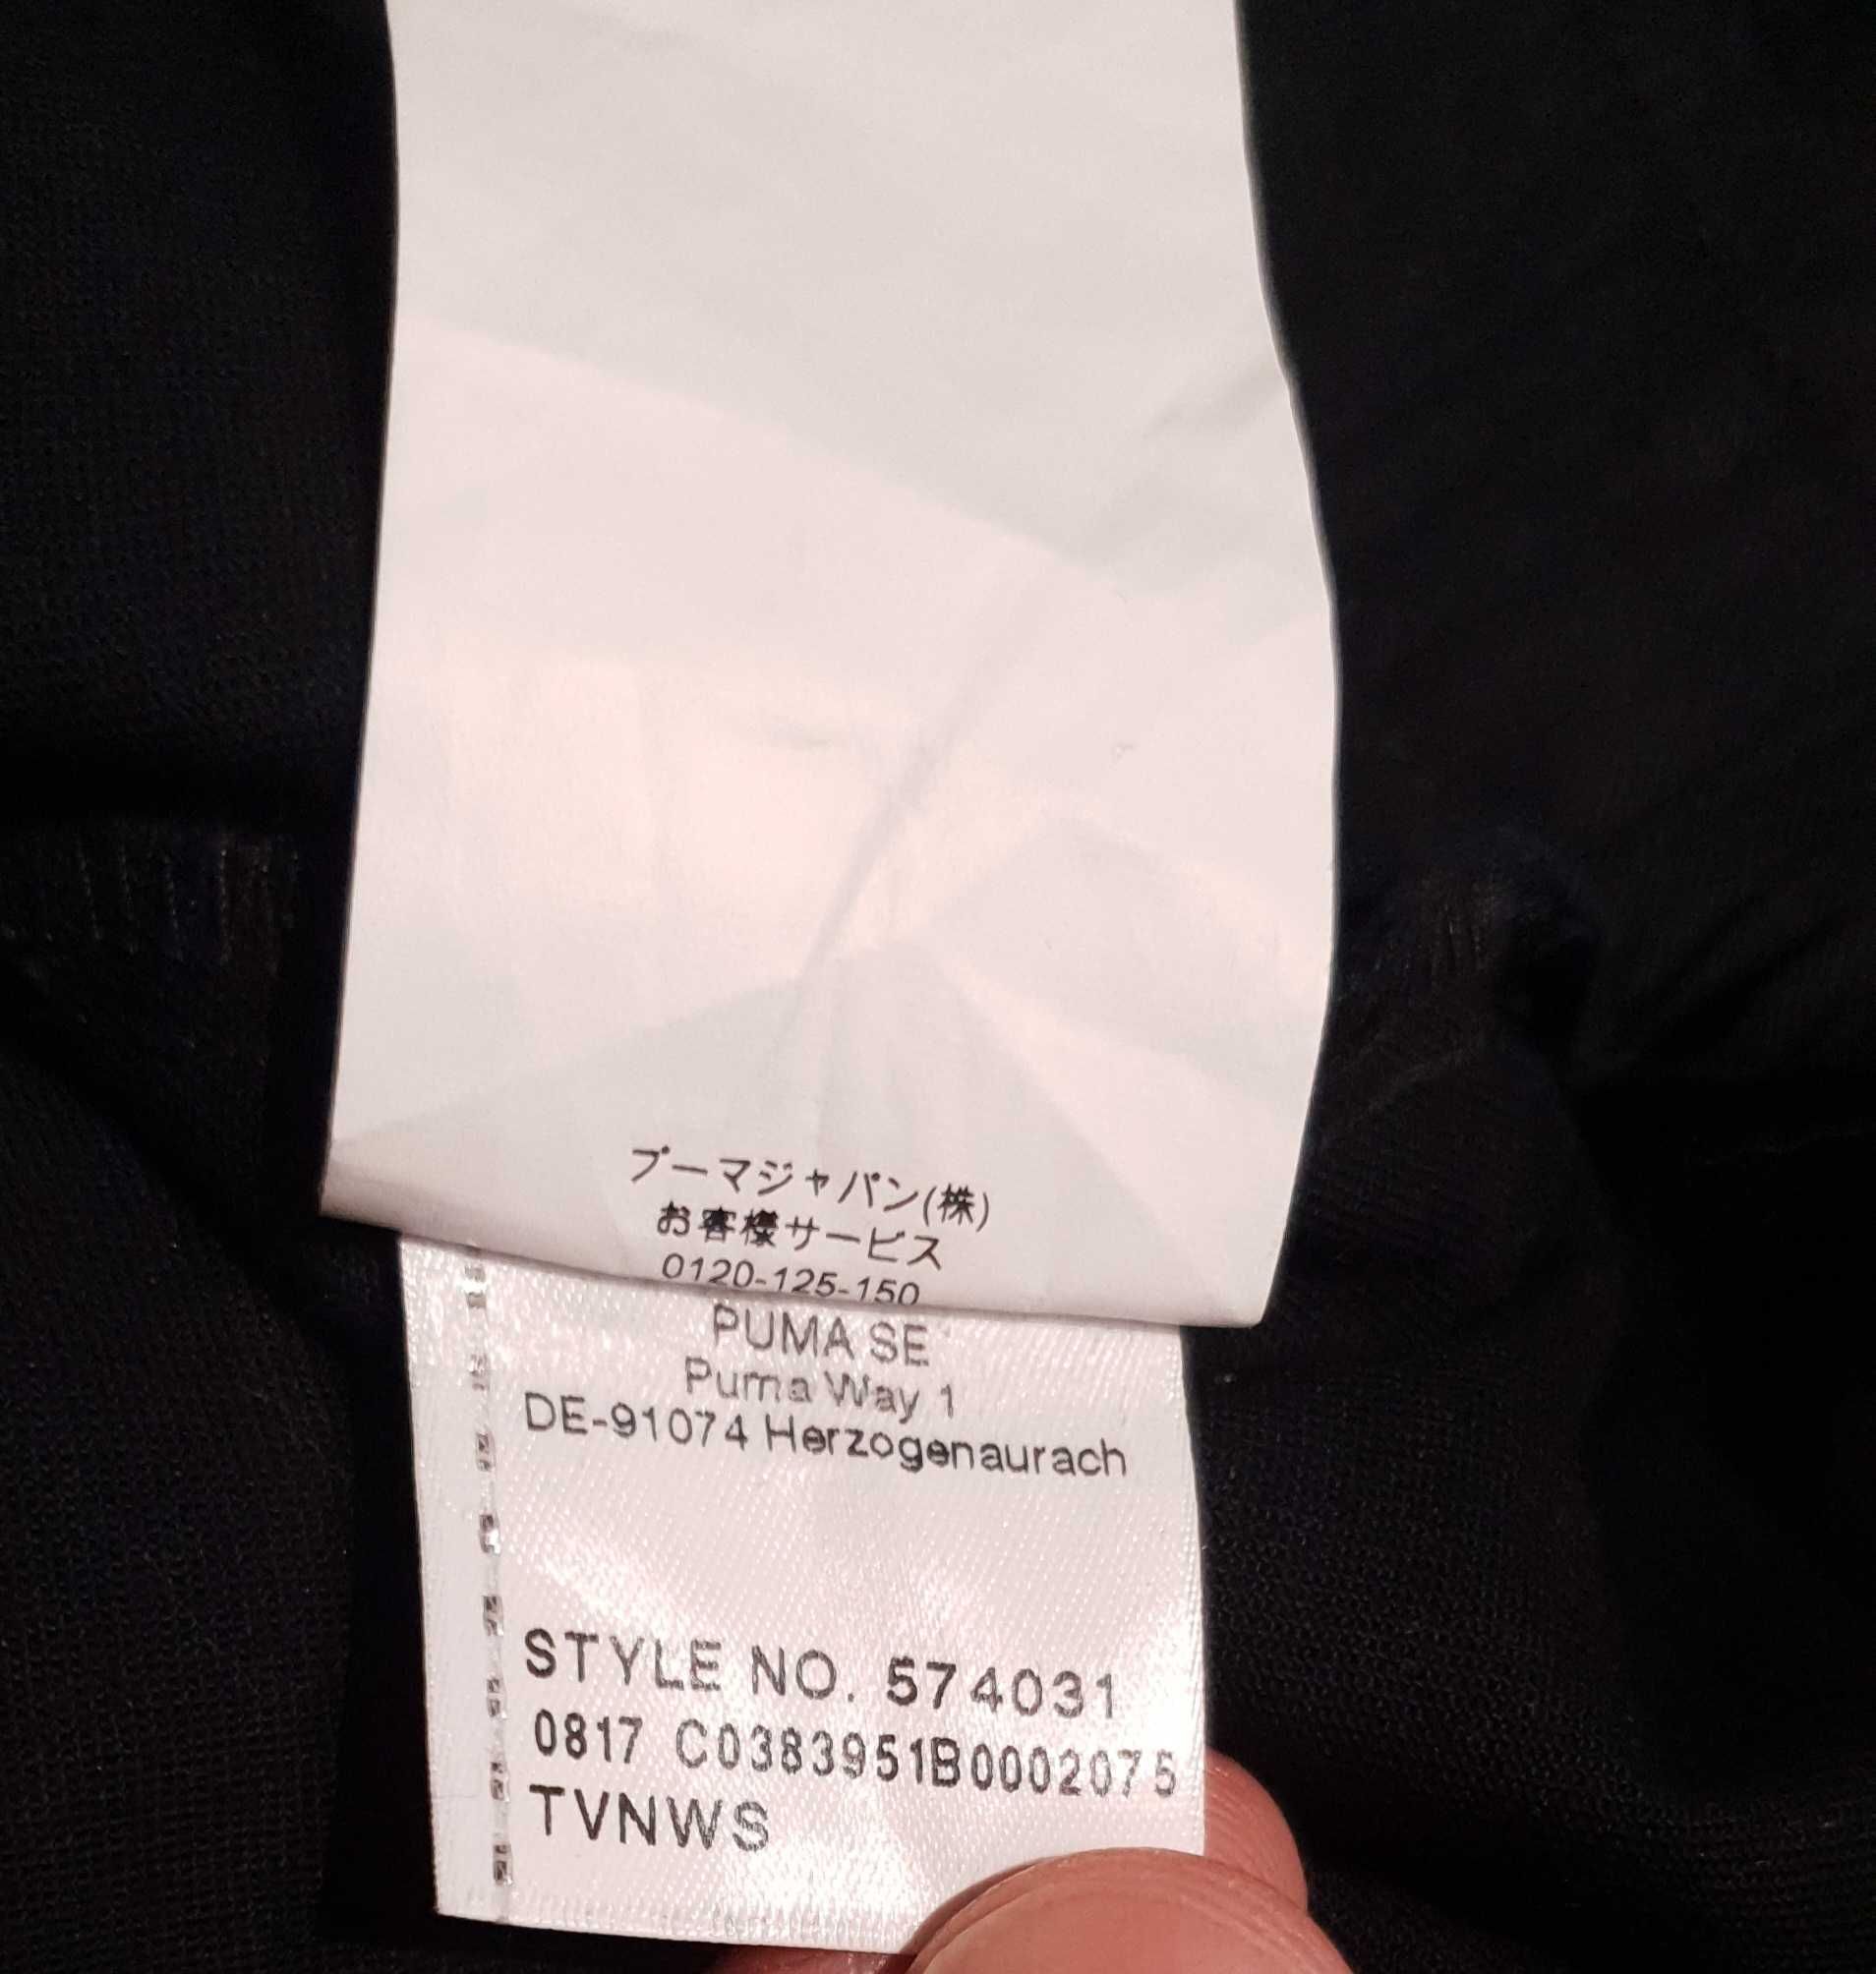 プーマジャパン(株)
お客様サービス
0120-125-150
PUMA SE
Puma Way 1
DE-91074 Herzogenaurach
STYLE NO. 574031
0817 C0383951B0002075
TVNWS